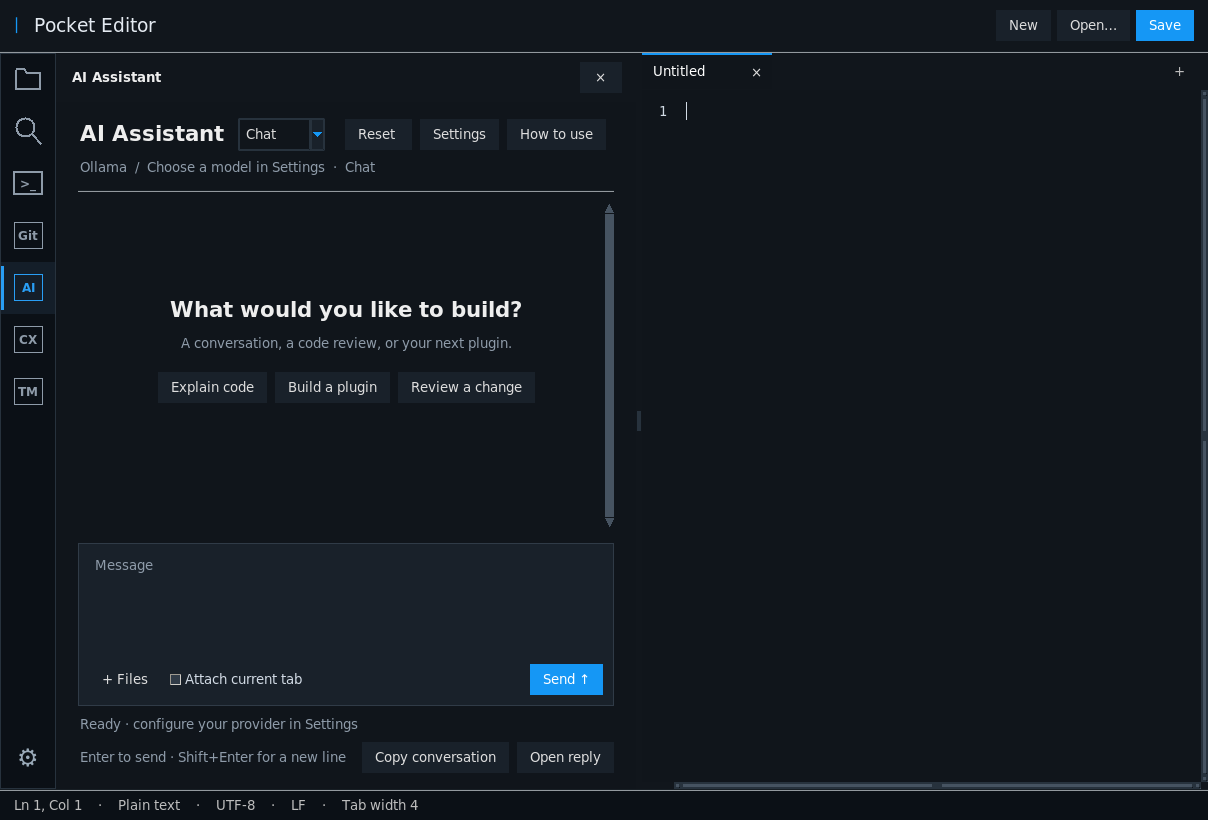 Pocket Editor
New
Open...
Save
AI Assistant
×
Untitled
×
+
>_
Git
AI
CX
TM
AI Assistant
Chat
Reset
Settings
How to use
Ollama / Choose a model in Settings · Chat
1
What would you like to build?
A conversation, a code review, or your next plugin.
Explain code
Build a plugin
Review a change
Message
+ Files
Attach current tab
Send ↑
Ready · configure your provider in Settings
Enter to send · Shift+Enter for a new line
Copy conversation
Open reply
Ln 1, Col 1 · Plain text · UTF-8 · LF · Tab width 4